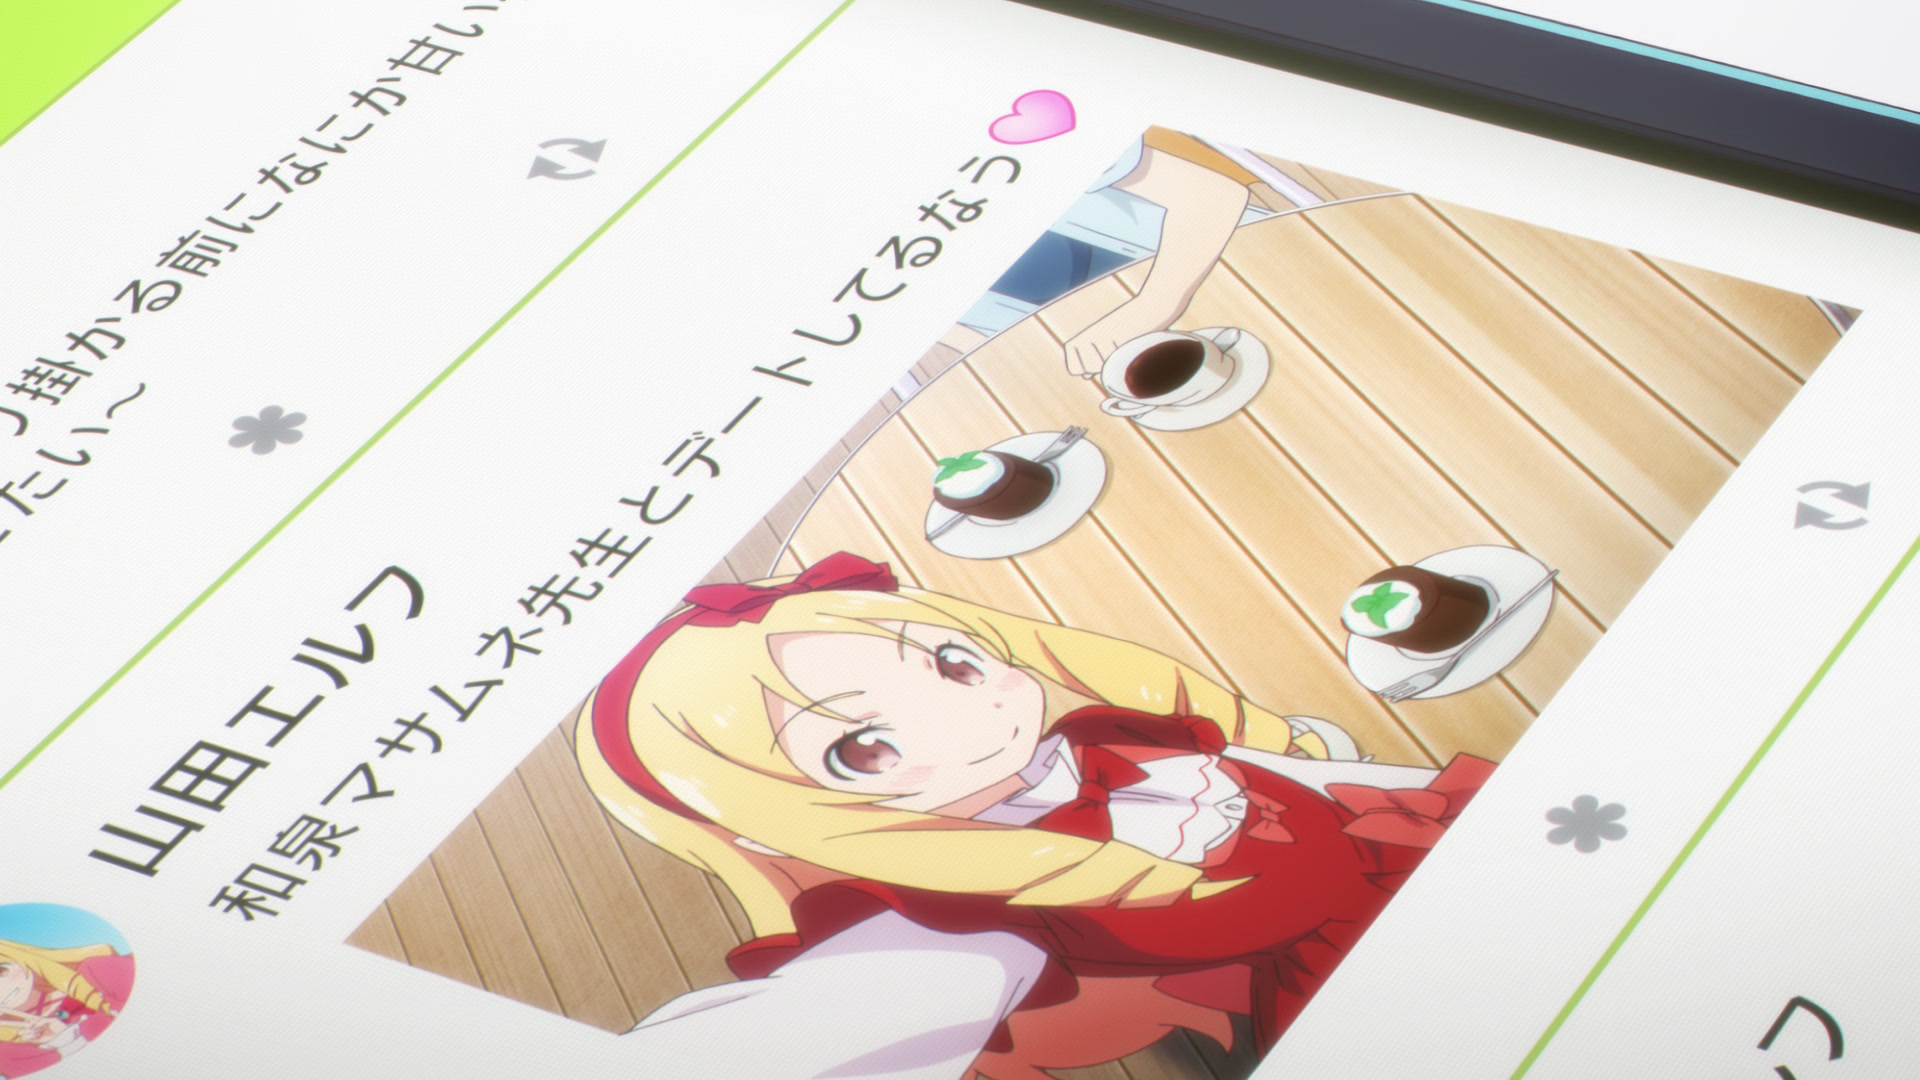 掛かる前になにか甘い
たい～
山田エルフ
和泉マサムネ先生とデートしてるなう
フ